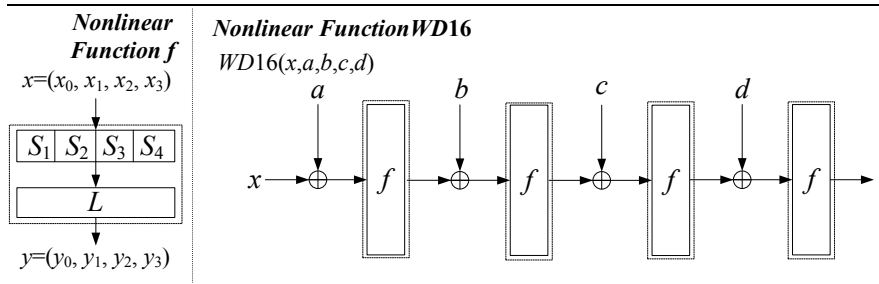 Nonlinear
Function f
x=(x₀, x₁, x₂, x₃)
S₁ S₂ S₃ S₄
L
y=(y₀, y₁, y₂, y₃)
Nonlinear FunctionWD16
WD16(x,a,b,c,d)
a b c d
x f f f f